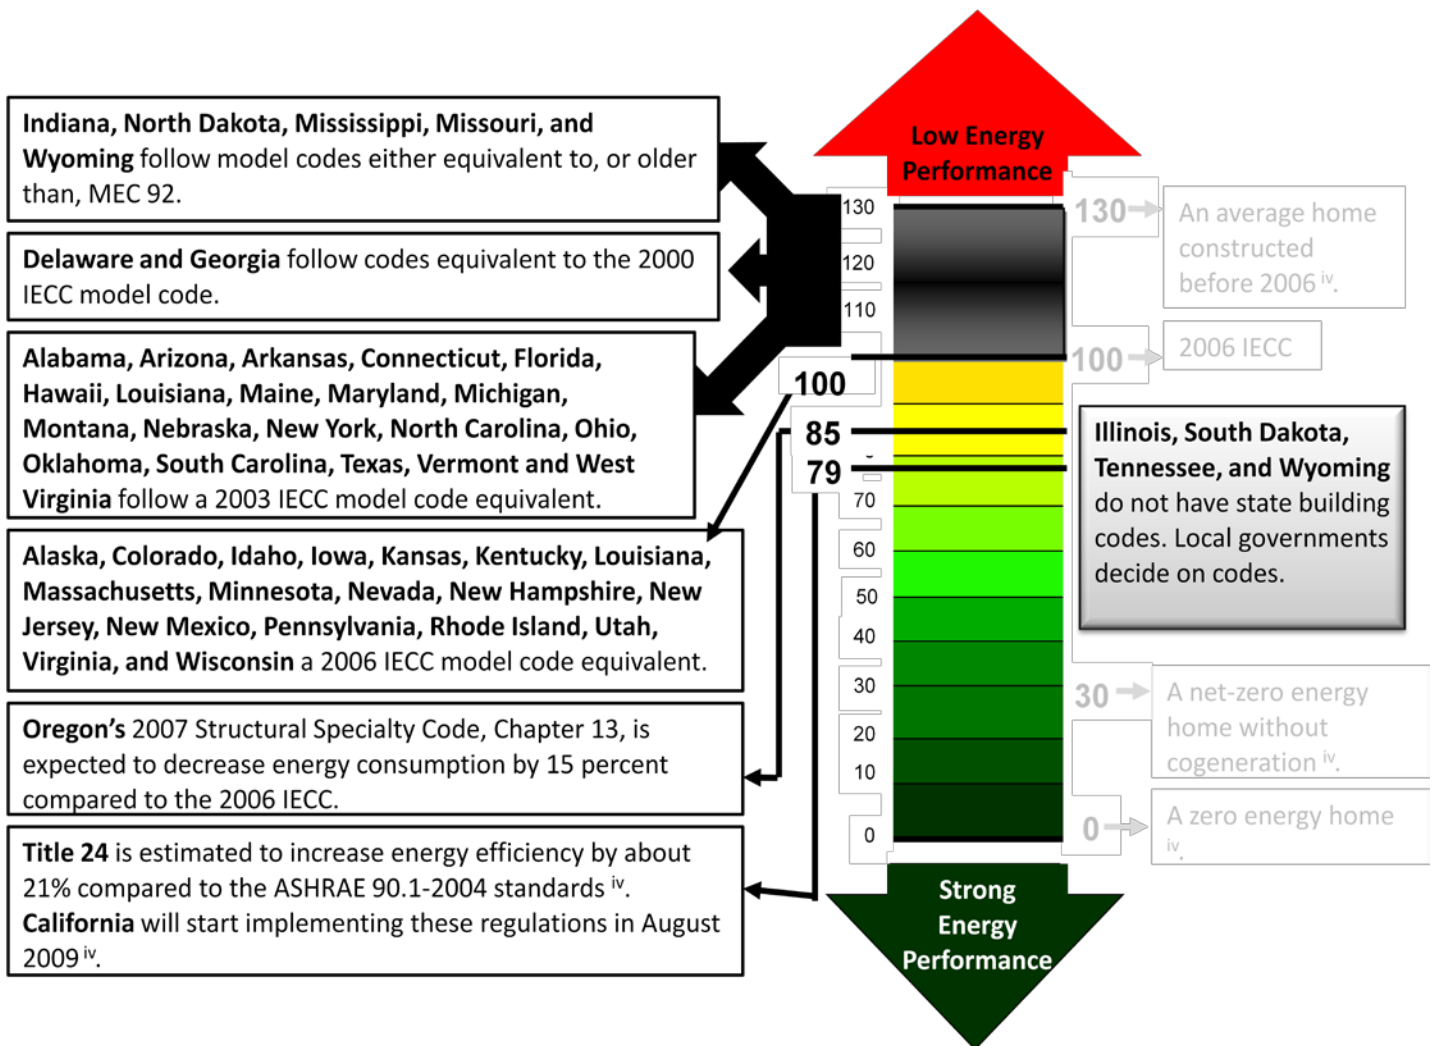 Indiana, North Dakota, Mississippi, Missouri, and
Wyoming follow model codes either equivalent to, or older
than, MEC 92.
Delaware and Georgia follow codes equivalent to the 2000
IECC model code.
Alabama, Arizona, Arkansas, Connecticut, Florida,
Hawaii, Louisiana, Maine, Maryland, Michigan,
Montana, Nebraska, New York, North Carolina, Ohio,
Oklahoma, South Carolina, Texas, Vermont and West
Virginia follow a 2003 IECC model code equivalent.
Alaska, Colorado, Idaho, Iowa, Kansas, Kentucky, Louisiana,
Massachusetts, Minnesota, Nevada, New Hampshire, New
Jersey, New Mexico, Pennsylvania, Rhode Island, Utah,
Virginia, and Wisconsin a 2006 IECC model code equivalent.
Oregon’s 2007 Structural Specialty Code, Chapter 13, is
expected to decrease energy consumption by 15 percent
compared to the 2006 IECC.
Title 24 is estimated to increase energy efficiency by about
21% compared to the ASHRAE 90.1-2004 standards iv.
California will start implementing these regulations in August
2009 iv.
Low Energy
Performance
130
120
110
100
85
79
70
60
50
40
30
20
10
0
Strong
Energy
Performance
130
An average home
constructed
before 2006 iv.
100
2006 IECC
Illinois, South Dakota,
Tennessee, and Wyoming
do not have state building
codes. Local governments
decide on codes.
30
A net-zero energy
home without
cogeneration iv.
0
A zero energy home
iv.